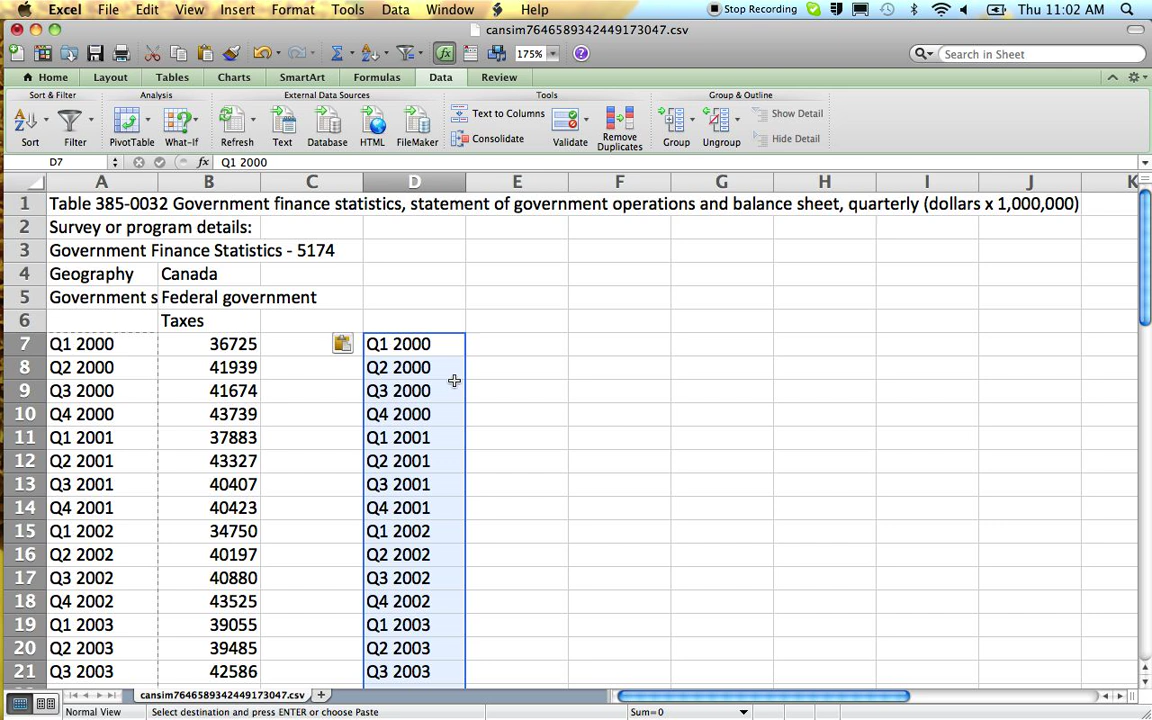 Excel File Edit View Insert Format Tools Data Window Help Stop Recording Thu 11:02 AM
cansim7646589342449173047.csv
175% Search in Sheet
Home Layout Tables Charts SmartArt Formulas Data Review
Sort & Filter Analysis External Data Sources Tools Group & Outline
Text to Columns Show Detail
Consolidate Hide Detail
Sort Filter PivotTable What-If Refresh Text Database HTML FileMaker Validate Remove Duplicates Group Ungroup
D7 fx Q1 2000
A B C D E F G H I J K
1 Table 385-0032 Government finance statistics, statement of government operations and balance sheet, quarterly (dollars x 1,000,000)
2 Survey or program details:
3 Government Finance Statistics - 5174
4 Geography Canada
5 Government s Federal government
6 Taxes
7 Q1 2000 36725 Q1 2000
8 Q2 2000 41939 Q2 2000
9 Q3 2000 41674 Q3 2000
10 Q4 2000 43739 Q4 2000
11 Q1 2001 37883 Q1 2001
12 Q2 2001 43327 Q2 2001
13 Q3 2001 40407 Q3 2001
14 Q4 2001 40423 Q4 2001
15 Q1 2002 34750 Q1 2002
16 Q2 2002 40197 Q2 2002
17 Q3 2002 40880 Q3 2002
18 Q4 2002 43525 Q4 2002
19 Q1 2003 39055 Q1 2003
20 Q2 2003 39485 Q2 2003
21 Q3 2003 42586 Q3 2003
cansim7646589342449173047.csv
Normal View Select destination and press ENTER or choose Paste Sum=0